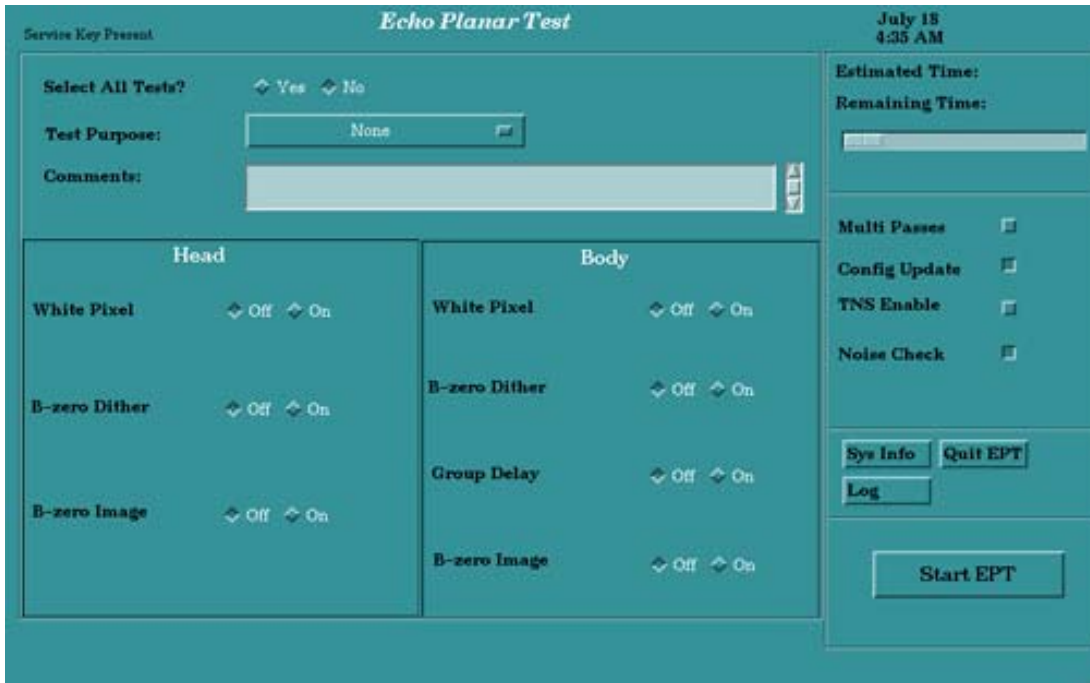 Service Key Present
Echo Planar Test
July 18
4:35 AM
Select All Tests? Yes No
Test Purpose: None
Comments:
Estimated Time:
Remaining Time:
Head
White Pixel Off On
B-zero Dither Off On
B-zero Image Off On
Body
White Pixel Off On
B-zero Dither Off On
Group Delay Off On
B-zero Image Off On
Multi Passes
Config Update
TNS Enable
Noise Check
Sys Info Quit EPT
Log
Start EPT